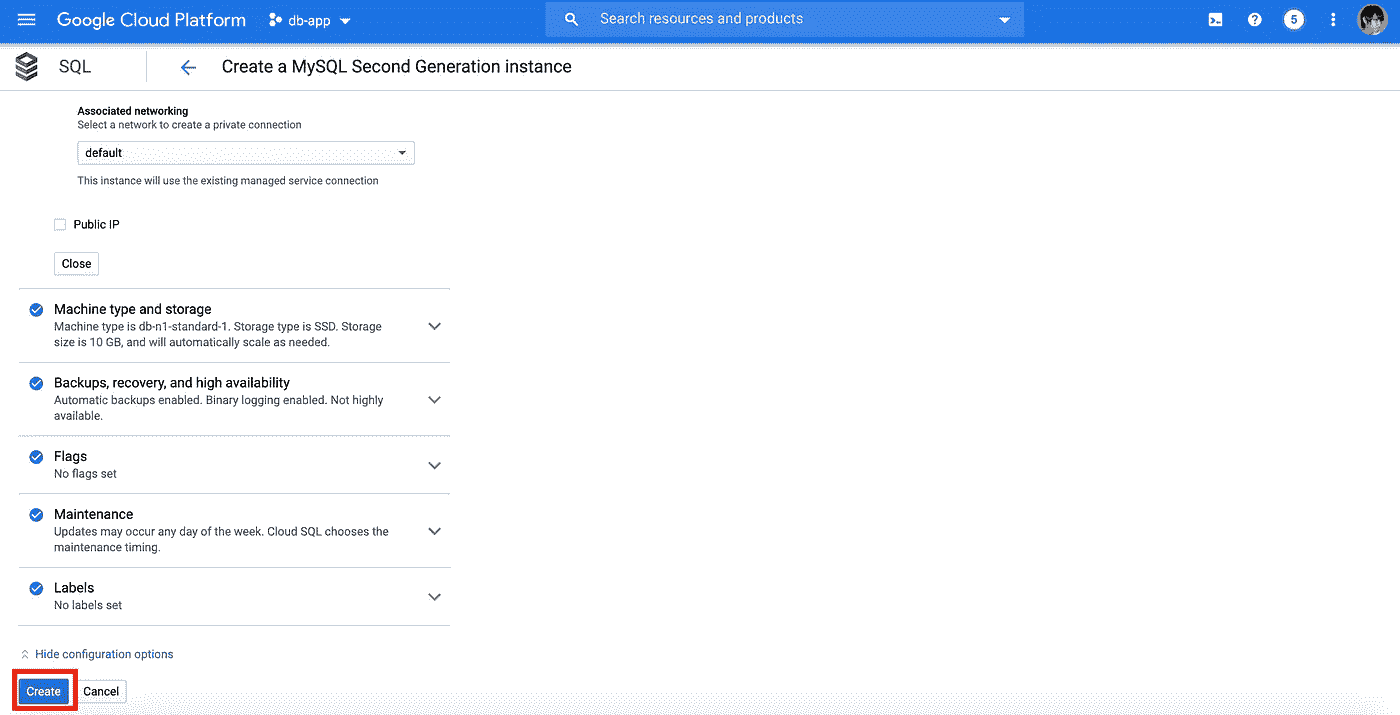 Google Cloud Platform db-app Search resources and products 5
SQL Create a MySQL Second Generation instance
Associated networking
Select a network to create a private connection
default
This instance will use the existing managed service connection
Public IP
Close
Machine type and storage
Machine type is db-n1-standard-1. Storage type is SSD. Storage
size is 10 GB, and will automatically scale as needed.
Backups, recovery, and high availability
Automatic backups enabled. Binary logging enabled. Not highly
available.
Flags
No flags set
Maintenance
Updates may occur any day of the week. Cloud SQL chooses the
maintenance timing.
Labels
No labels set
Hide configuration options
Create Cancel